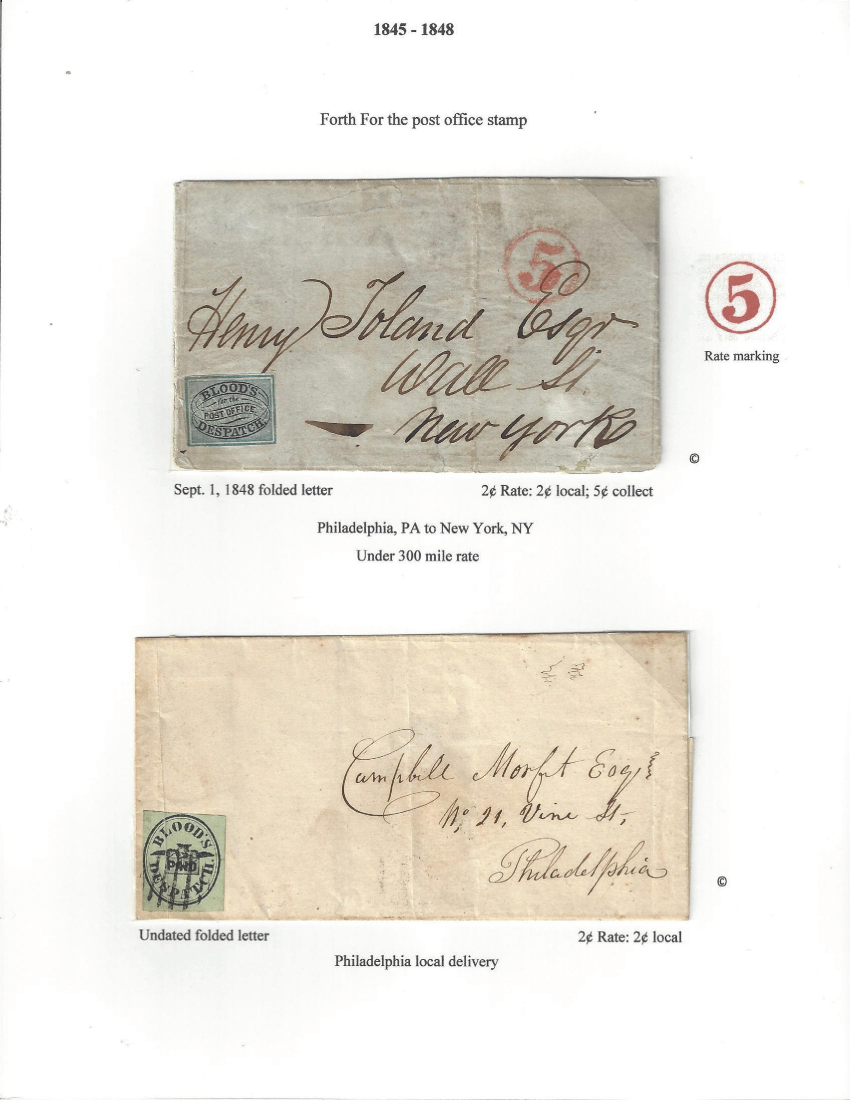 1845 - 1848
Forth For the post office stamp
5
Henry Toland Esqr
Wall St.
New York
BLOOD'S
for the
POST OFFICE
DESPATCH.
5
Rate marking
©
Sept. 1, 1848 folded letter
2¢ Rate: 2¢ local; 5¢ collect
Philadelphia, PA to New York, NY
Under 300 mile rate
Campbell Morfit Esq
No 21, Vine St,
Philadelphia
BLOOD'S
PAID
DESPATCH.
©
Undated folded letter
2¢ Rate: 2¢ local
Philadelphia local delivery